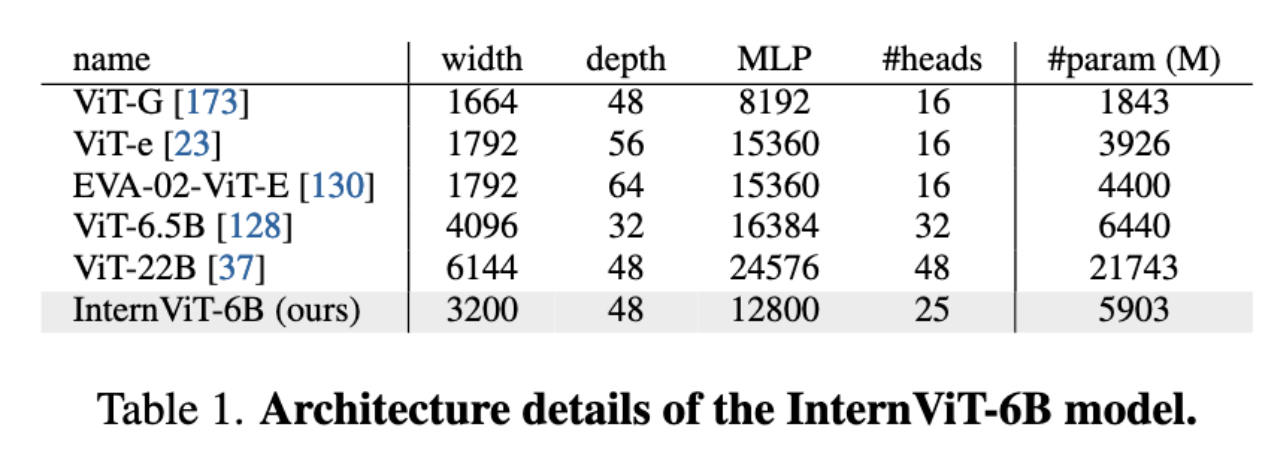 name width depth MLP #heads #param (M)
ViT-G [173] 1664 48 8192 16 1843
ViT-e [23] 1792 56 15360 16 3926
EVA-02-ViT-E [130] 1792 64 15360 16 4400
ViT-6.5B [128] 4096 32 16384 32 6440
ViT-22B [37] 6144 48 24576 48 21743
InternViT-6B (ours) 3200 48 12800 25 5903
Table 1. Architecture details of the InternViT-6B model.